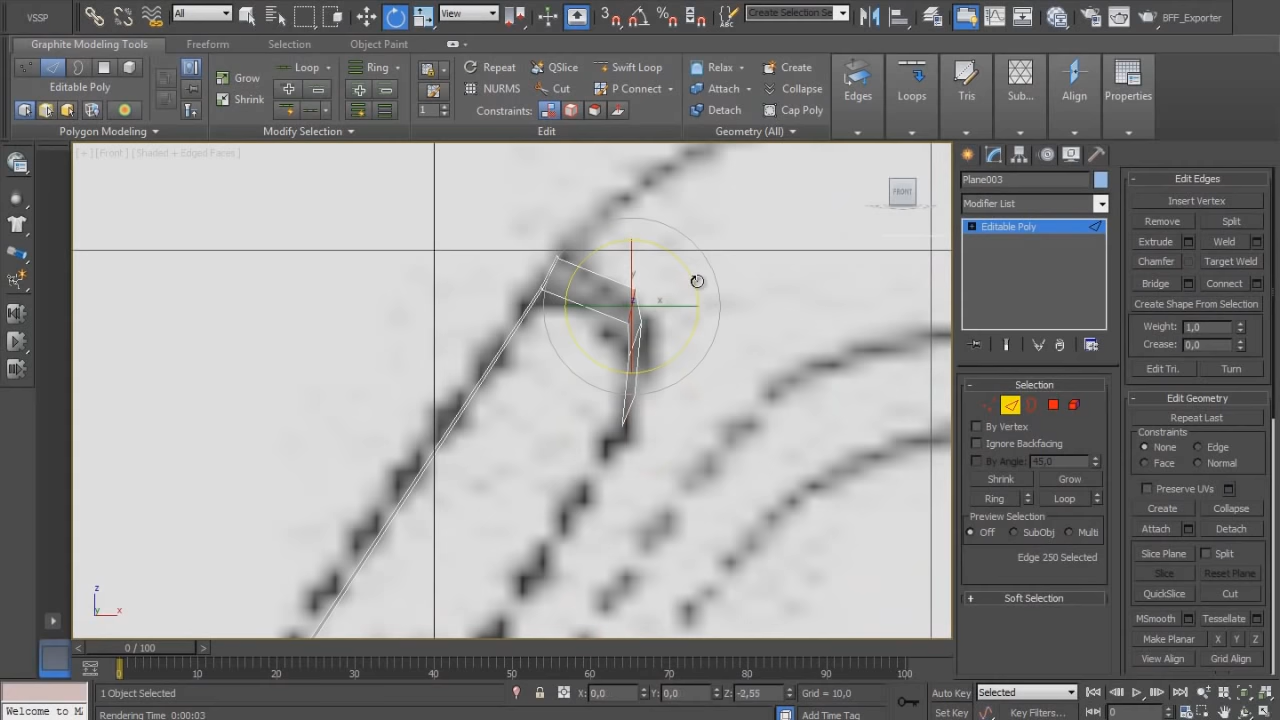 VSSP
All
View
Create Selection Se
BFF_Exporter
Graphite Modeling Tools
Freeform
Selection
Object Paint
Editable Poly
Polygon Modeling
Grow
Shrink
Loop
Ring
Modify Selection
1
Repeat
QSlice
Swift Loop
NURMS
Cut
P Connect
Constraints:
Edit
Relax
Create
Attach
Collapse
Detach
Cap Poly
Geometry (All)
Edges
Loops
Tris
Sub...
Align
Properties
[ + ] [Front ] [Shaded + Edged Faces ]
FRONT
y
z
x
z
y
x
Plane003
Modifier List
Editable Poly
Selection
By Vertex
Ignore Backfacing
By Angle: 45,0
Shrink
Grow
Ring
Loop
Preview Selection
Off
SubObj
Multi
Edge 250 Selected
Soft Selection
Edit Edges
Insert Vertex
Remove
Split
Extrude
Weld
Chamfer
Target Weld
Bridge
Connect
Create Shape From Selection
Weight: 1,0
Crease: 0,0
Edit Tri.
Turn
Edit Geometry
Repeat Last
Constraints
None
Edge
Face
Normal
Preserve UVs
Create
Collapse
Attach
Detach
Slice Plane
Split
Slice
Reset Plane
QuickSlice
Cut
MSmooth
Tessellate
Make Planar
X
Y
Z
View Align
Grid Align
0 / 100
0
10
20
30
40
50
60
70
80
90
100
1 Object Selected
X: 0,0
Y: 0,0
Z: -2,55
Grid = 10,0
Auto Key
Selected
Welcome to M
Rendering Time 0:00:03
Add Time Tag
Set Key
Key Filters...
0